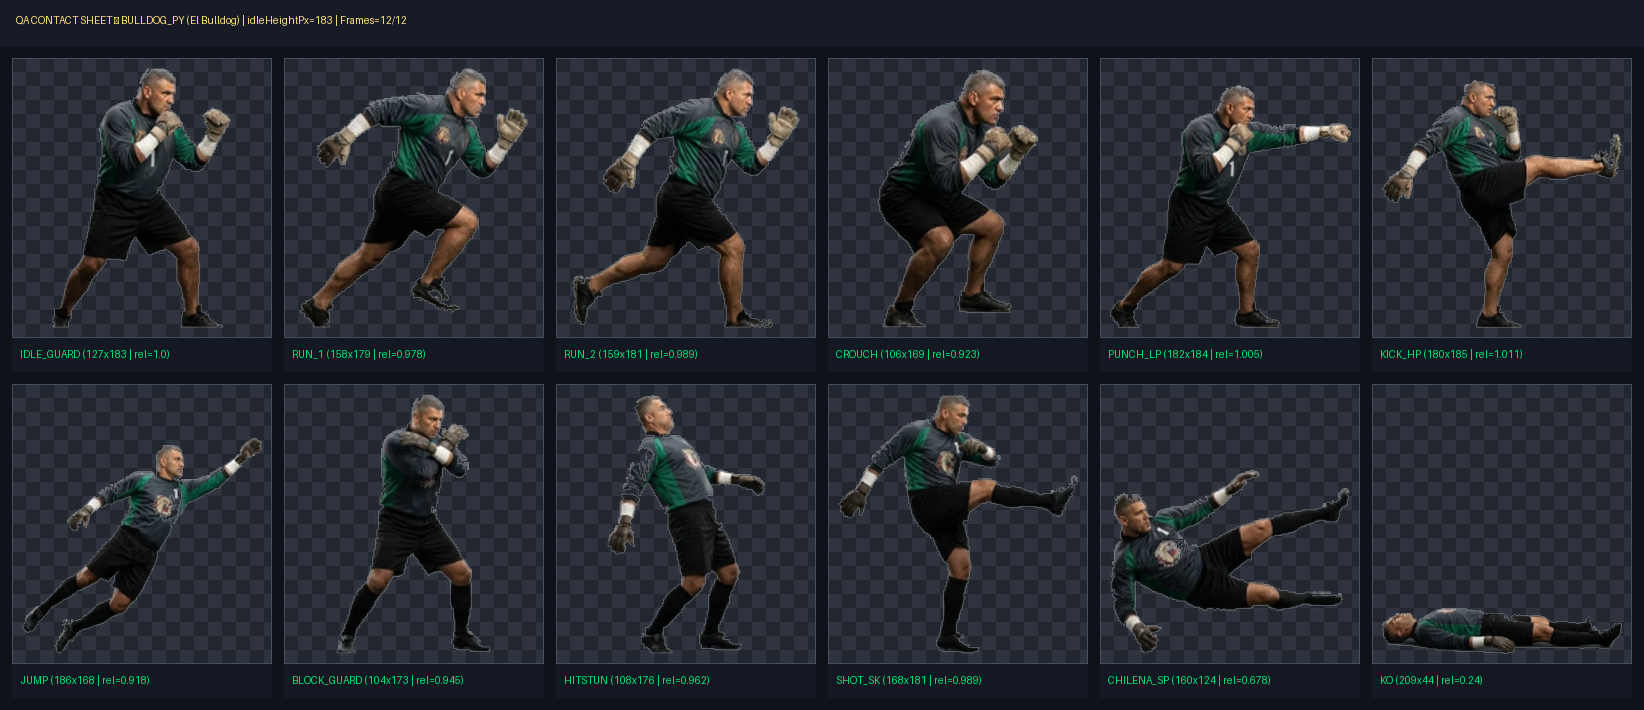 QA CONTACT SHEET▯BULLDOG_PY (El Bulldog) | idleHeightPx=183 | Frames=12/12
IDLE_GUARD (127x183 | rel=1.0)
RUN_1 (158x179 | rel=0.978)
RUN_2 (159x181 | rel=0.989)
CROUCH (106x169 | rel=0.923)
PUNCH_LP (182x184 | rel=1.005)
KICK_HP (180x185 | rel=1.011)
JUMP (186x168 | rel=0.918)
BLOCK_GUARD (104x173 | rel=0.945)
HITSTUN (108x176 | rel=0.962)
SHOT_SK (168x181 | rel=0.989)
CHILENA_SP (160x124 | rel=0.678)
KO (209x44 | rel=0.24)